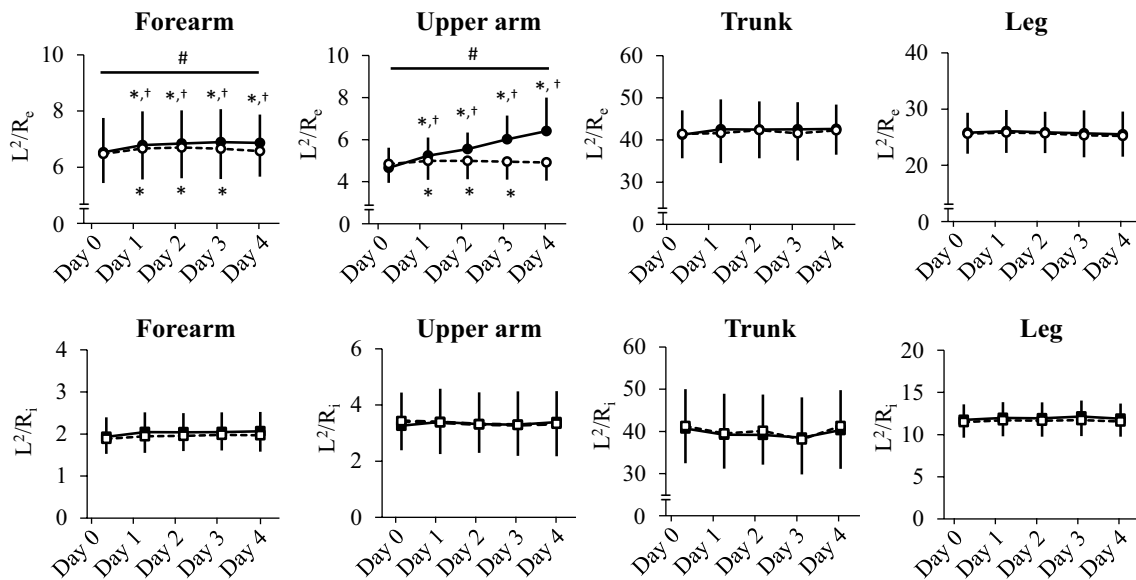 Forearm
L²/Rₑ
10
8
6
4
0
#
*,† *,† *,† *,†
* * *
Day 0 Day 1 Day 2 Day 3 Day 4
Upper arm
L²/Rₑ
10
8
6
4
0
#
*,† *,† *,† *, †
* * *
Day 0 Day 1 Day 2 Day 3 Day 4
Trunk
L²/Rₑ
60
50
40
30
0
Day 0 Day 1 Day 2 Day 3 Day 4
Leg
L²/Rₑ
40
30
20
0
Day 0 Day 1 Day 2 Day 3 Day 4
Forearm
L²/Rᵢ
4
3
2
1
0
Day 0 Day 1 Day 2 Day 3 Day 4
Upper arm
L²/Rᵢ
6
4
2
0
Day 0 Day 1 Day 2 Day 3 Day 4
Trunk
L²/Rᵢ
60
50
40
30
0
Day 0 Day 1 Day 2 Day 3 Day 4
Leg
L²/Rᵢ
20
15
10
5
0
Day 0 Day 1 Day 2 Day 3 Day 4